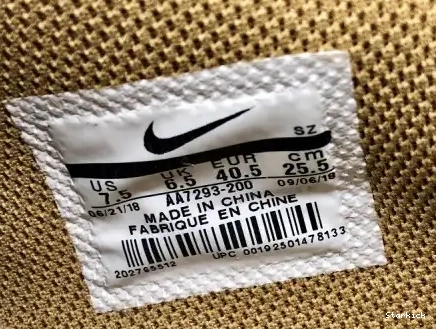 SZ
US UK EUR cm
7.5 6.5 40.5 25.5
06/21/18 AA7293-200 09/06/18
MADE IN CHINA
FABRIQUE EN CHINE
202765512 UPC 00192501478133
Starkick